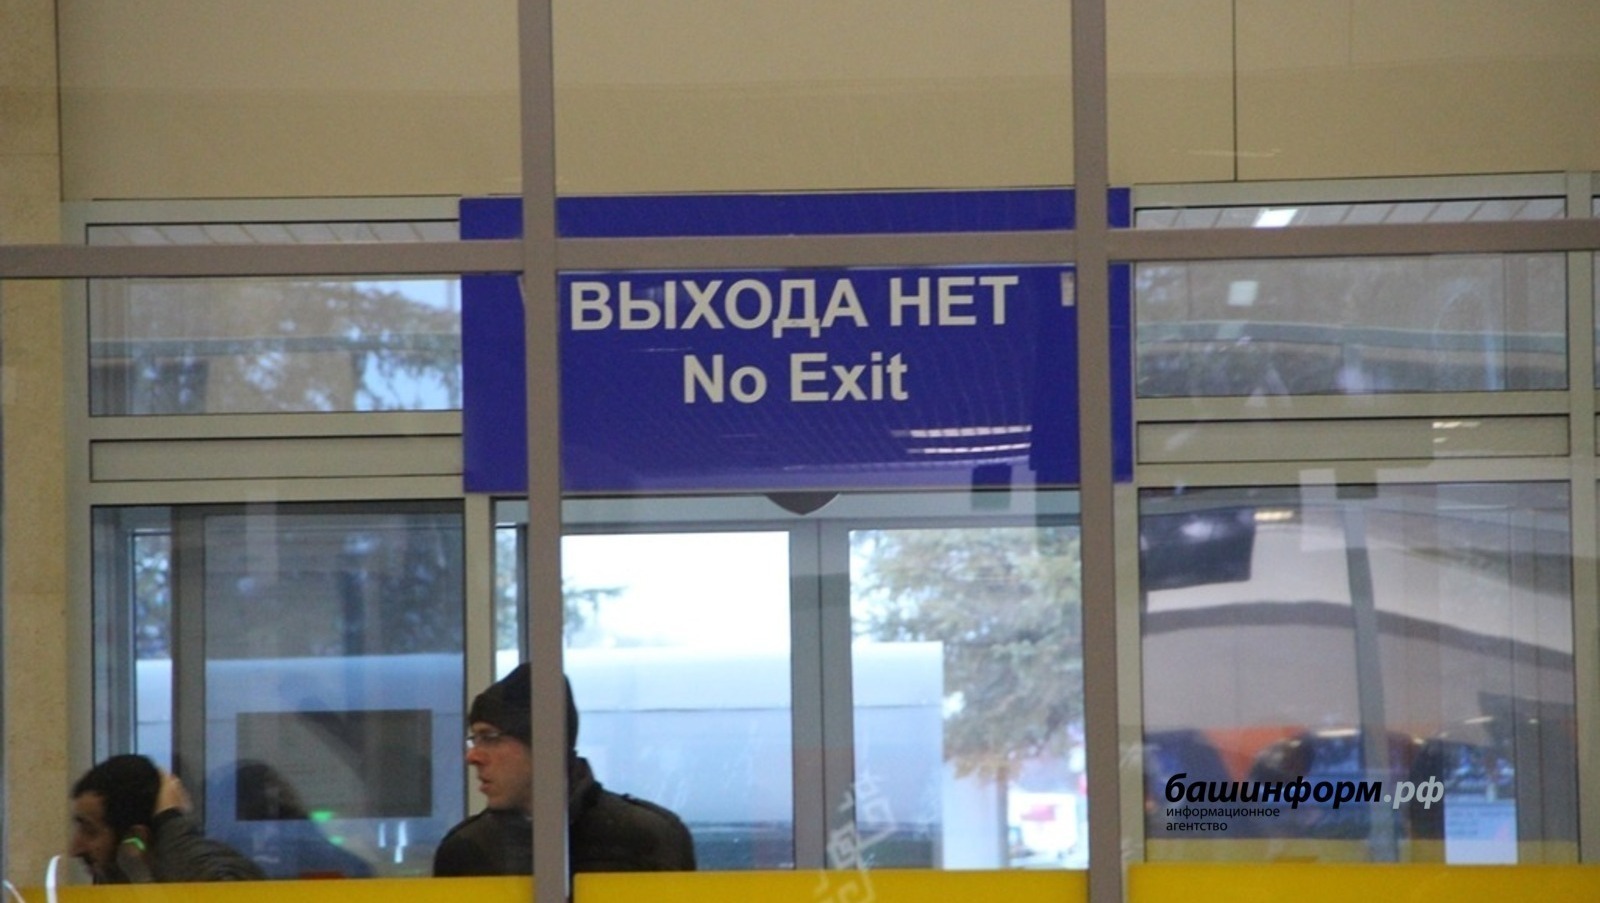 ВЫХОДА НЕТ
No Exit
башинформ.рф
информационное
агентство